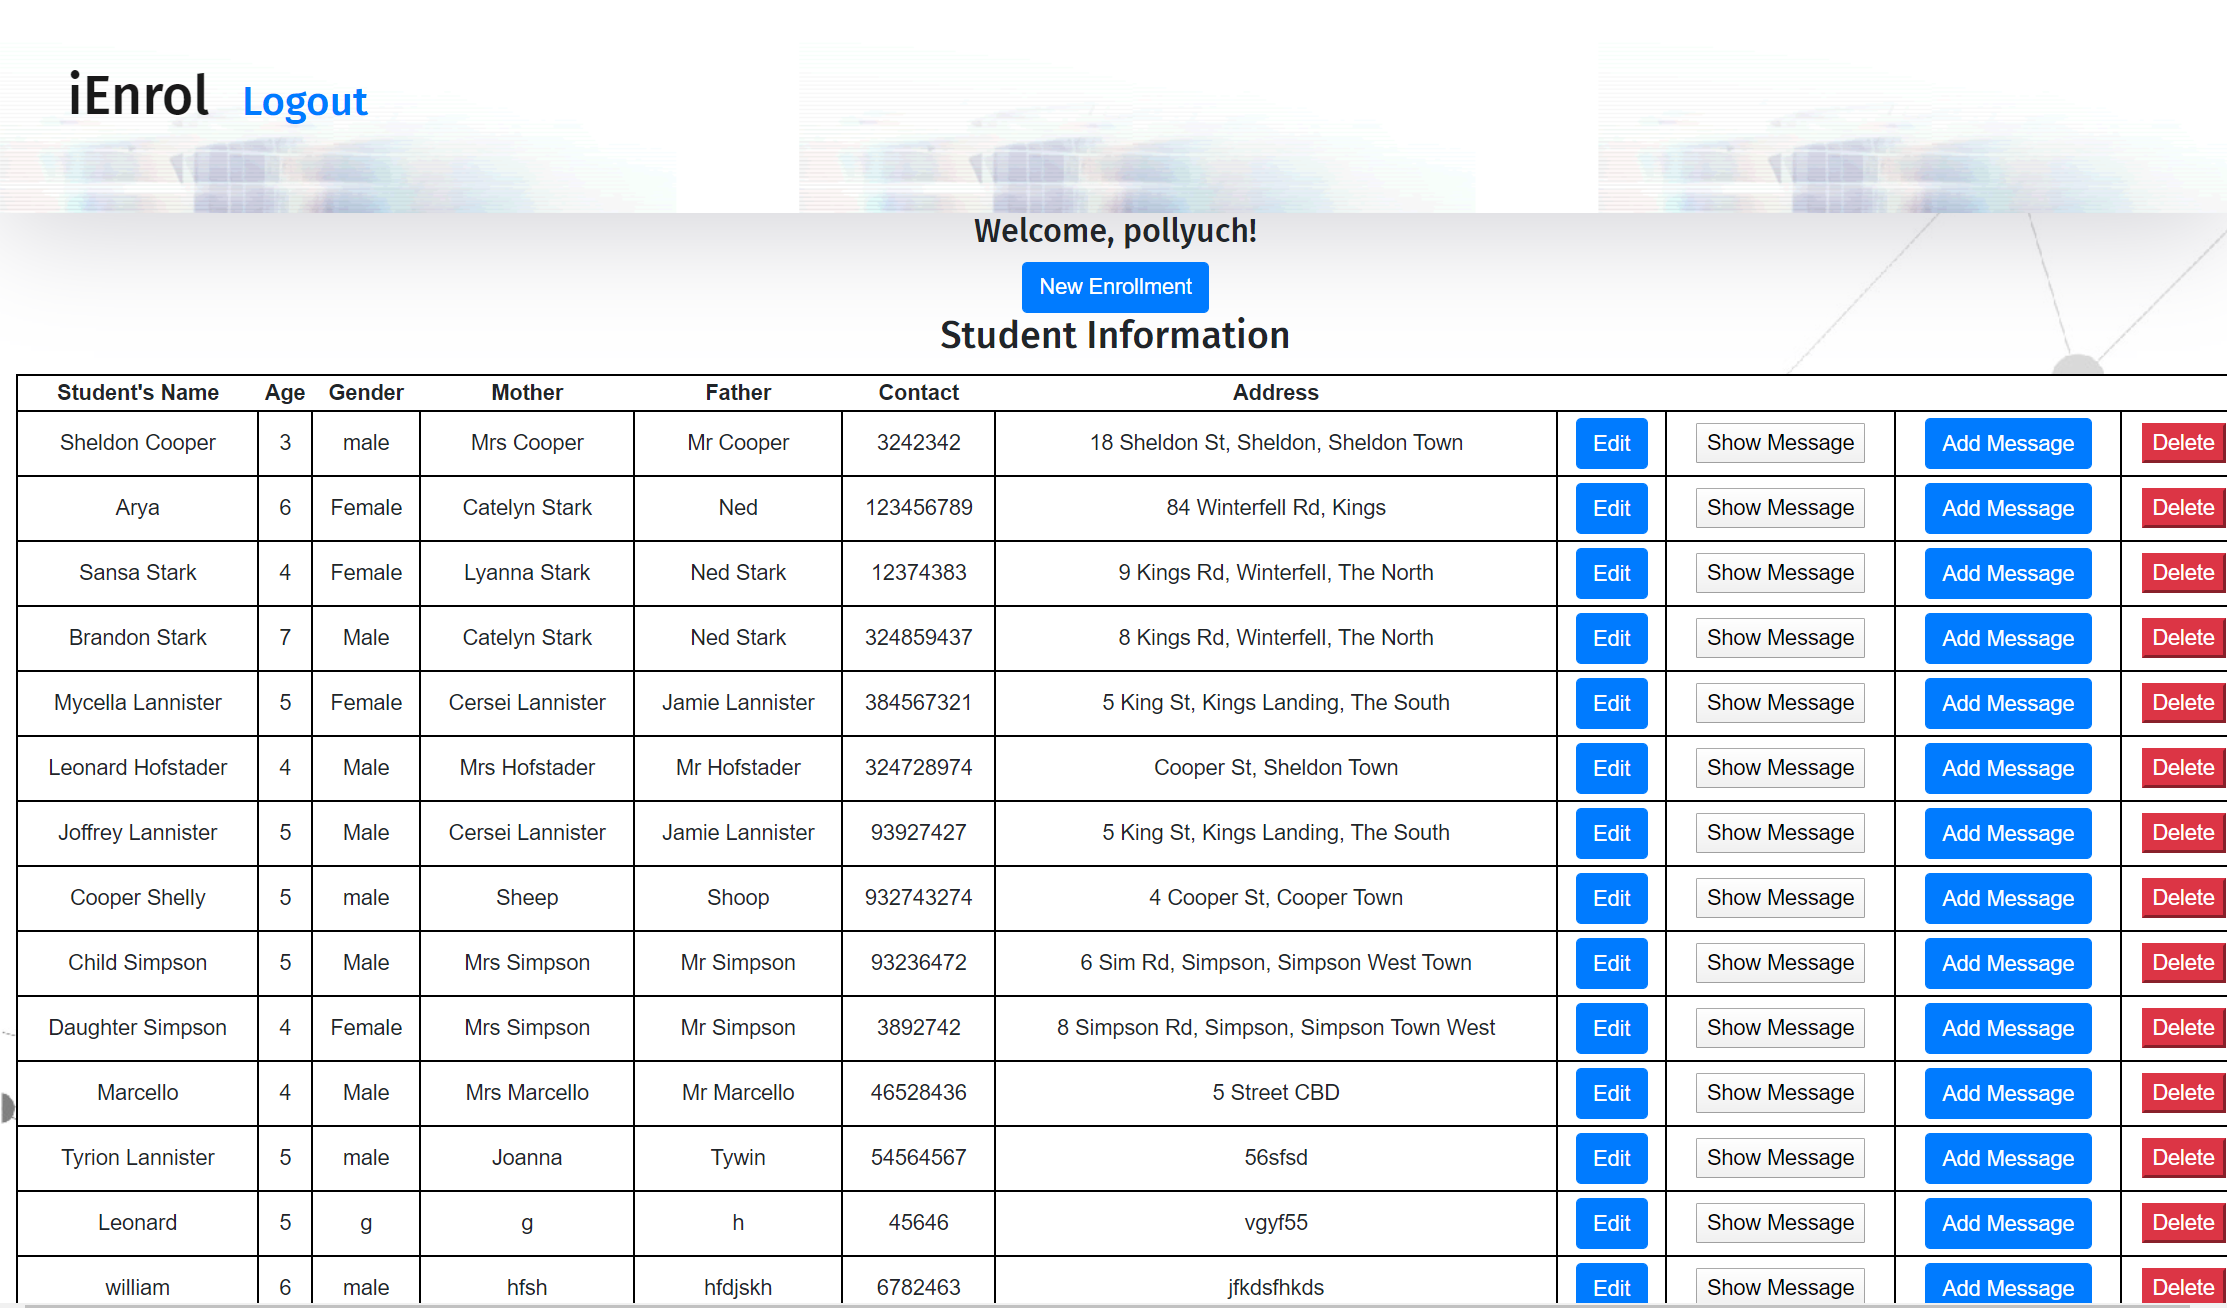 iEnrol Logout
Welcome, pollyuch!
New Enrollment
Student Information
Student's Name Age Gender Mother Father Contact Address
Sheldon Cooper 3 male Mrs Cooper Mr Cooper 3242342 18 Sheldon St, Sheldon, Sheldon Town Edit Show Message Add Message Delete
Arya 6 Female Catelyn Stark Ned 123456789 84 Winterfell Rd, Kings Edit Show Message Add Message Delete
Sansa Stark 4 Female Lyanna Stark Ned Stark 12374383 9 Kings Rd, Winterfell, The North Edit Show Message Add Message Delete
Brandon Stark 7 Male Catelyn Stark Ned Stark 324859437 8 Kings Rd, Winterfell, The North Edit Show Message Add Message Delete
Mycella Lannister 5 Female Cersei Lannister Jamie Lannister 384567321 5 King St, Kings Landing, The South Edit Show Message Add Message Delete
Leonard Hofstader 4 Male Mrs Hofstader Mr Hofstader 324728974 Cooper St, Sheldon Town Edit Show Message Add Message Delete
Joffrey Lannister 5 Male Cersei Lannister Jamie Lannister 93927427 5 King St, Kings Landing, The South Edit Show Message Add Message Delete
Cooper Shelly 5 male Sheep Shoop 932743274 4 Cooper St, Cooper Town Edit Show Message Add Message Delete
Child Simpson 5 Male Mrs Simpson Mr Simpson 93236472 6 Sim Rd, Simpson, Simpson West Town Edit Show Message Add Message Delete
Daughter Simpson 4 Female Mrs Simpson Mr Simpson 3892742 8 Simpson Rd, Simpson, Simpson Town West Edit Show Message Add Message Delete
Marcello 4 Male Mrs Marcello Mr Marcello 46528436 5 Street CBD Edit Show Message Add Message Delete
Tyrion Lannister 5 male Joanna Tywin 54564567 56sfsd Edit Show Message Add Message Delete
Leonard 5 g g h 45646 vgyf55 Edit Show Message Add Message Delete
william 6 male hfsh hfdjskh 6782463 jfkdsfhkds Edit Show Message Add Message Delete